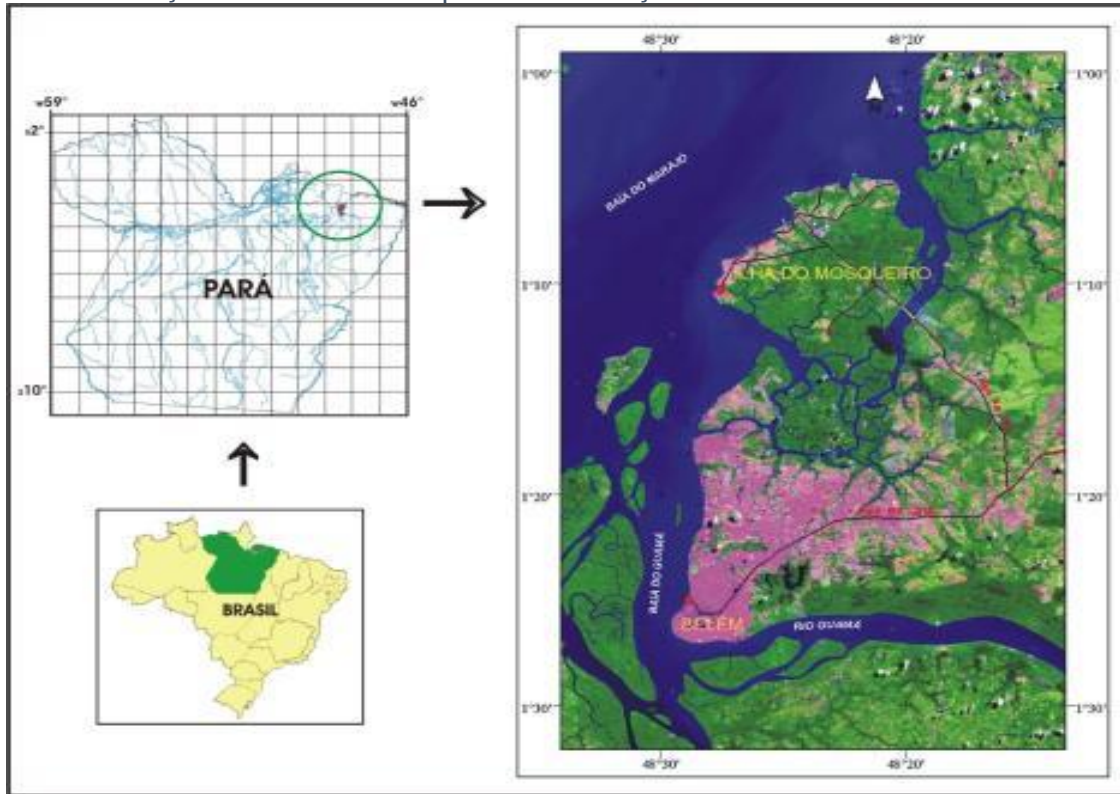 w59° w46°
s2°
PARÁ
s10°
BRASIL
48°30' 48°20'
1°00' 1°00'
BAIA DO MARAJÓ
ILHA DO MOSQUEIRO
1°10' 1°10'
1°20' 1°20'
BAIA DO GUAJARÁ
BELÉM
RIO GUAMÁ
1°30' 1°30'
48°30' 48°20'